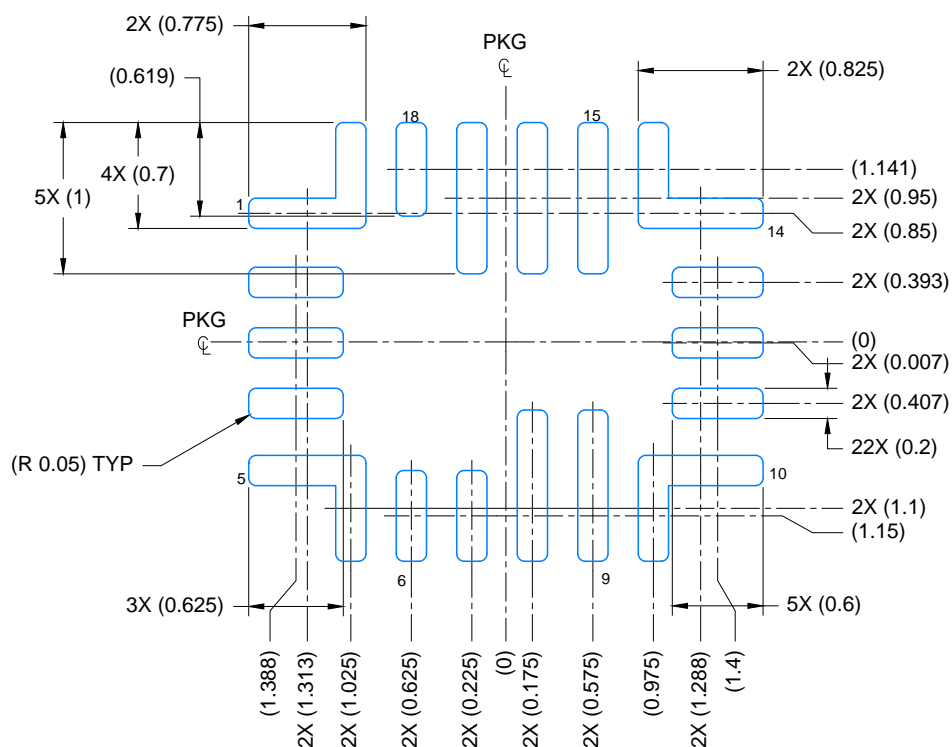 2X (0.775)
PKG
℄
(0.619)
2X (0.825)
18
15
4X (0.7)
(1.141)
5X (1)
2X (0.95)
1
14
2X (0.85)
2X (0.393)
PKG
℄
(0)
2X (0.007)
2X (0.407)
22X (0.2)
(R 0.05) TYP
5
10
2X (1.1)
(1.15)
6
9
3X (0.625)
5X (0.6)
(1.388)
2X (1.313)
2X (1.025)
2X (0.625)
2X (0.225)
(0)
2X (0.175)
2X (0.575)
(0.975)
2X (1.288)
(1.4)